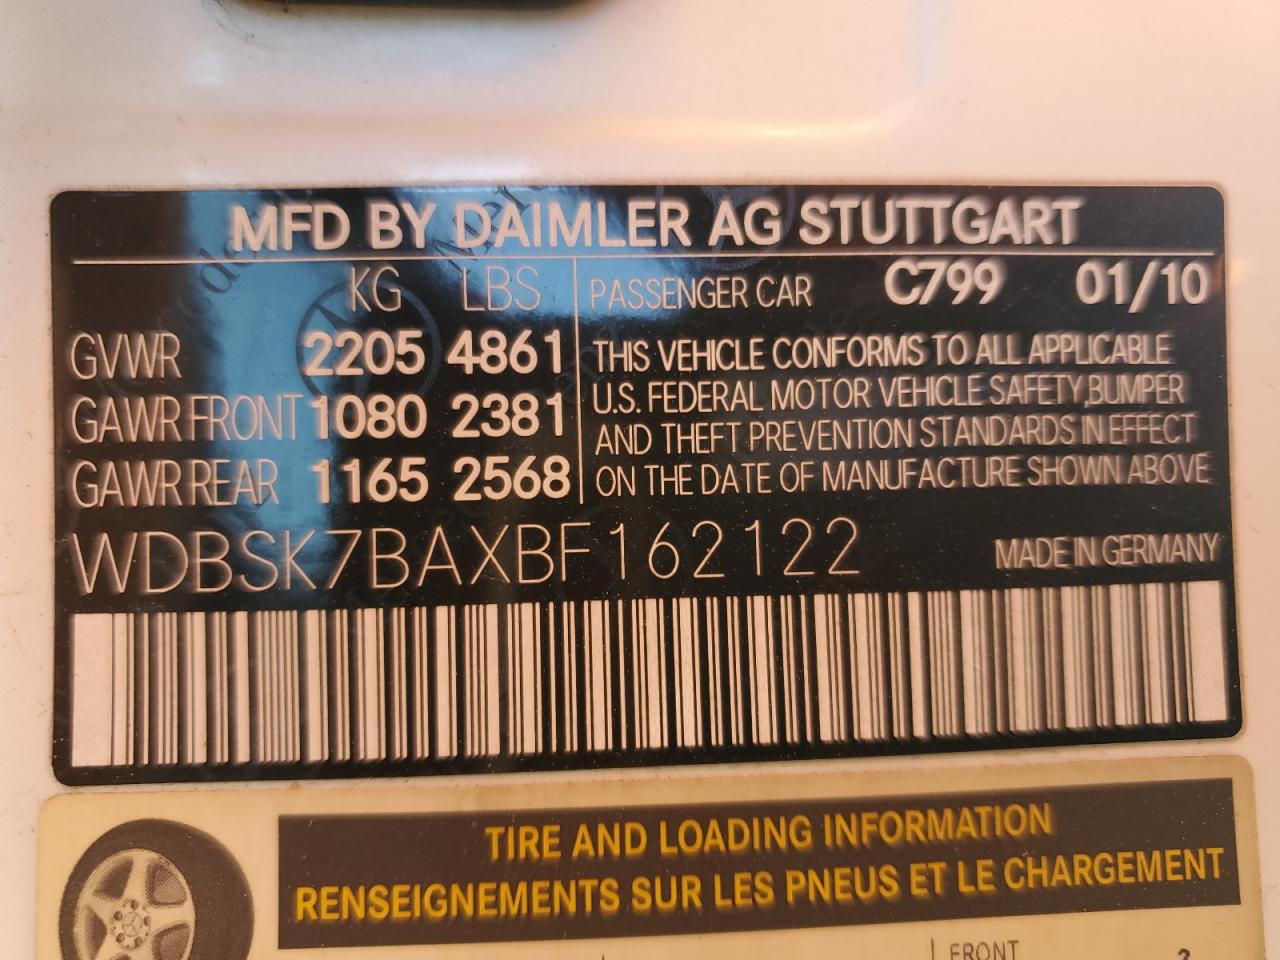 MFD BY DAIMLER AG STUTTGART
KG LBS
GVWR 2205 4861
GAWR FRONT 1080 2381
GAWR REAR 1165 2568
PASSENGER CAR C799 01/10
THIS VEHICLE CONFORMS TO ALL APPLICABLE
U.S. FEDERAL MOTOR VEHICLE SAFETY,BUMPER
AND THEFT PREVENTION STANDARDS IN EFFECT
ON THE DATE OF MANUFACTURE SHOWN ABOVE
WDBSK7BAXBF162122
MADE IN GERMANY
TIRE AND LOADING INFORMATION
RENSEIGNEMENTS SUR LES PNEUS ET LE CHARGEMENT
FRONT